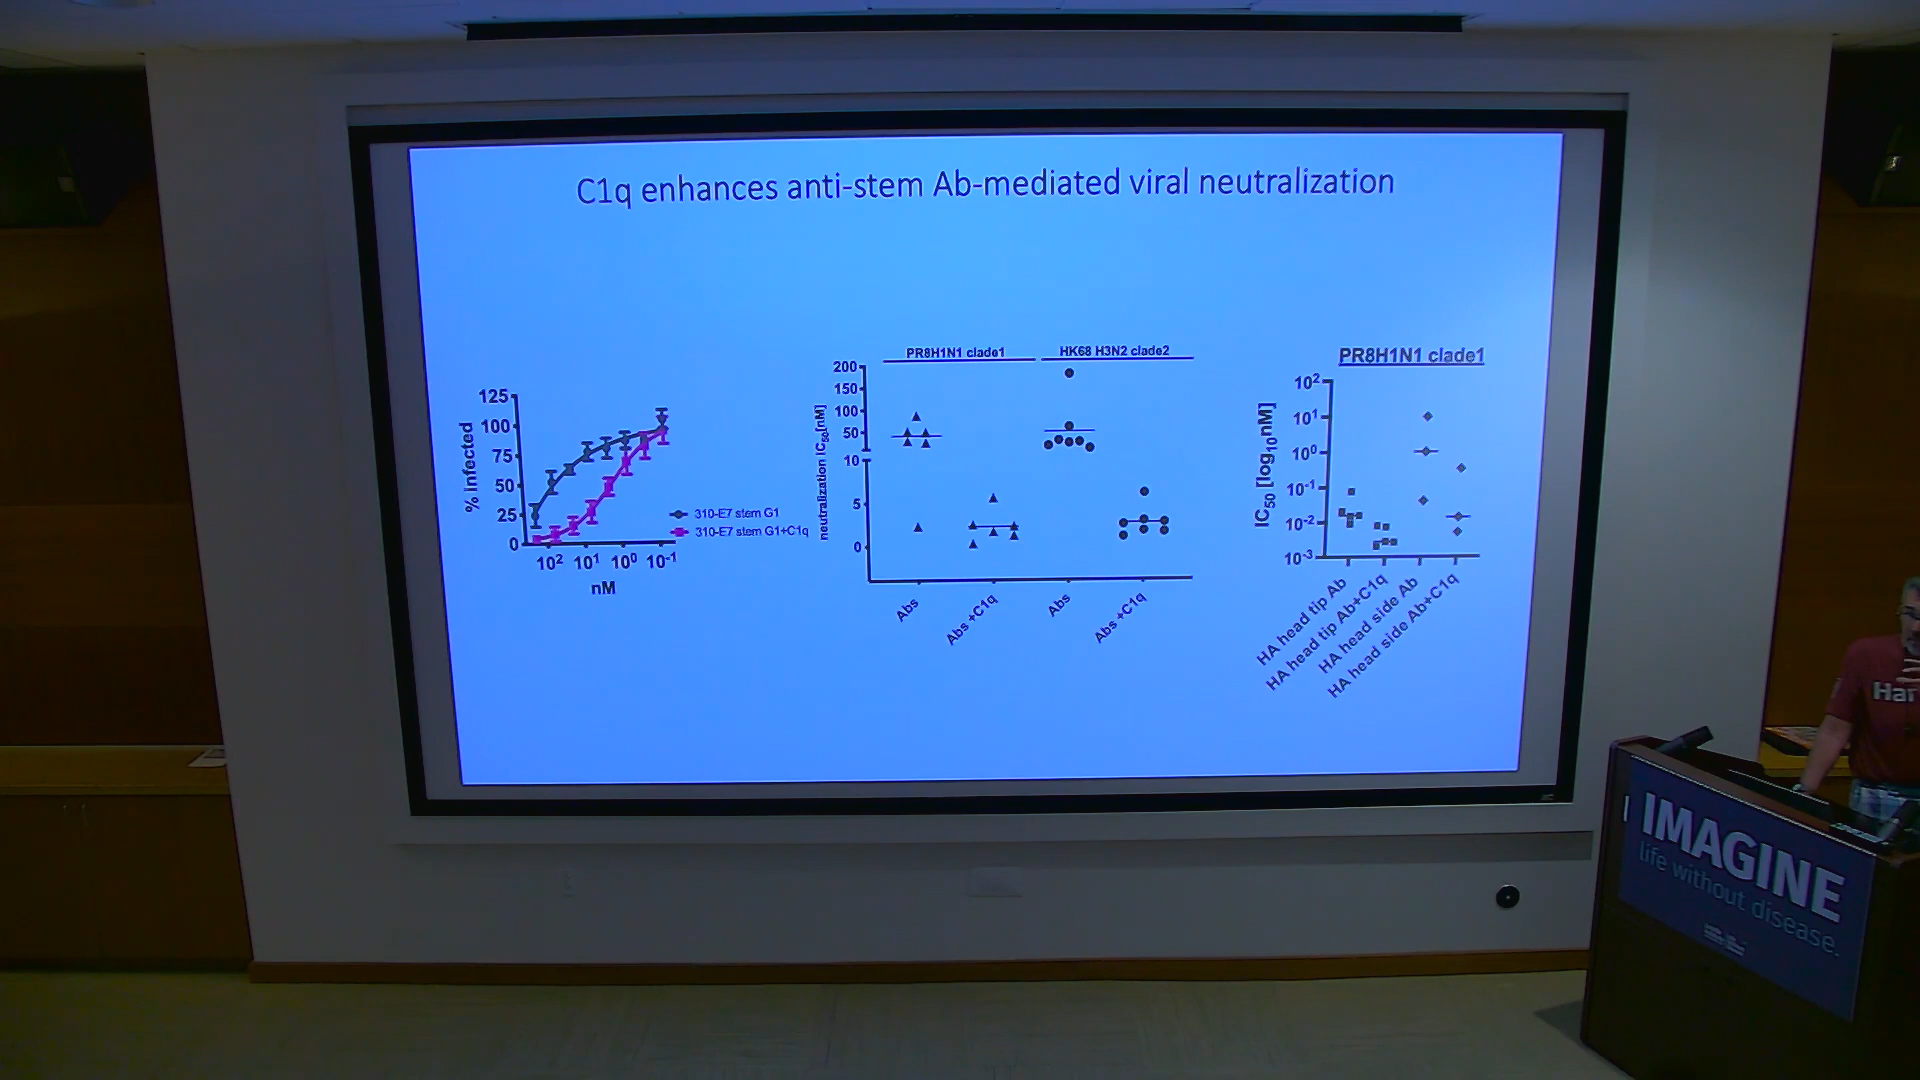 C1q enhances anti-stem Ab-mediated viral neutralization
% Infected
125
100
75
50
25
0
10² 10¹ 10⁰ 10⁻¹
nM
310-E7 stem G1
310-E7 stem G1+C1q
PR8H1N1 clade1
HK68 H3N2 clade2
neutralization IC₅₀[nM]
200
150
100
50
10
5
0
Abs
Abs +C1q
Abs
Abs +C1q
PR8H1N1 clade1
IC₅₀ [log₁₀nM]
10²
10¹
10⁰
10⁻¹
10⁻²
10⁻³
HA head tip Ab
HA head tip Ab+C1q
HA head side Ab
HA head side Ab+C1q
Har
IMAGINE
life without disease.